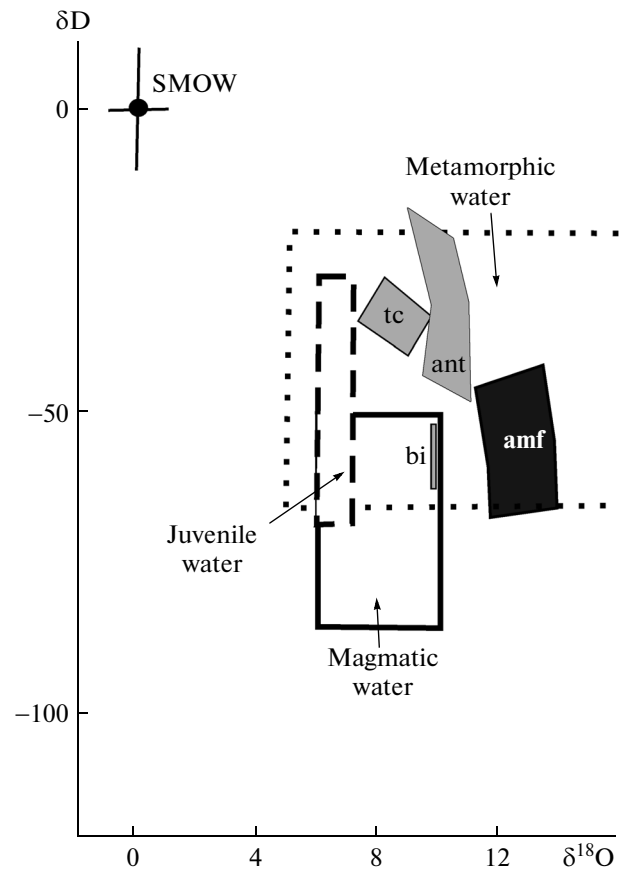 δD
SMOW
0
Metamorphic
water
tc
ant
−50
amf
bi
Juvenile
water
Magmatic
water
−100
0
4
8
12
δ¹⁸O